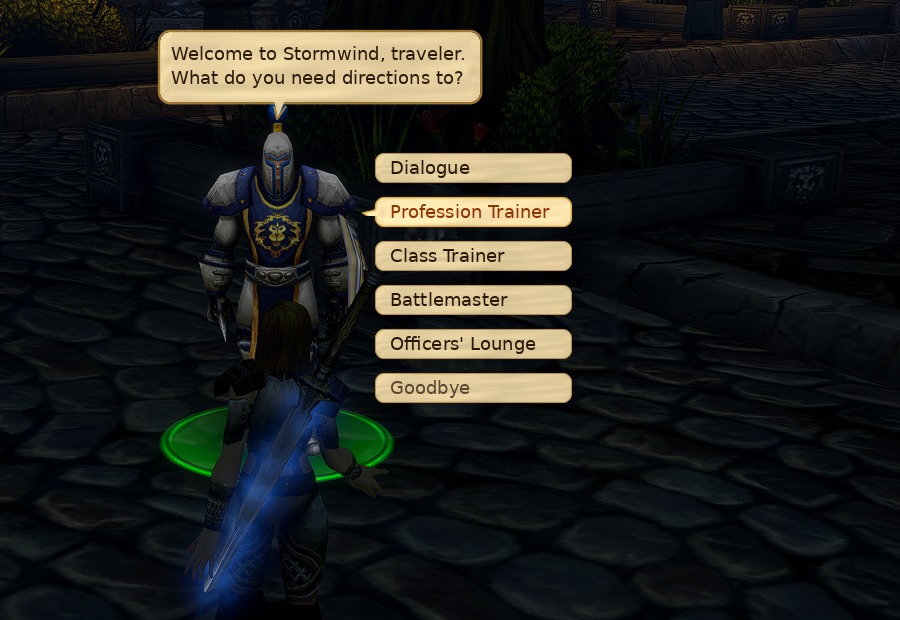 Welcome to Stormwind, traveler.
What do you need directions to?
Dialogue
Profession Trainer
Class Trainer
Battlemaster
Officers' Lounge
Goodbye